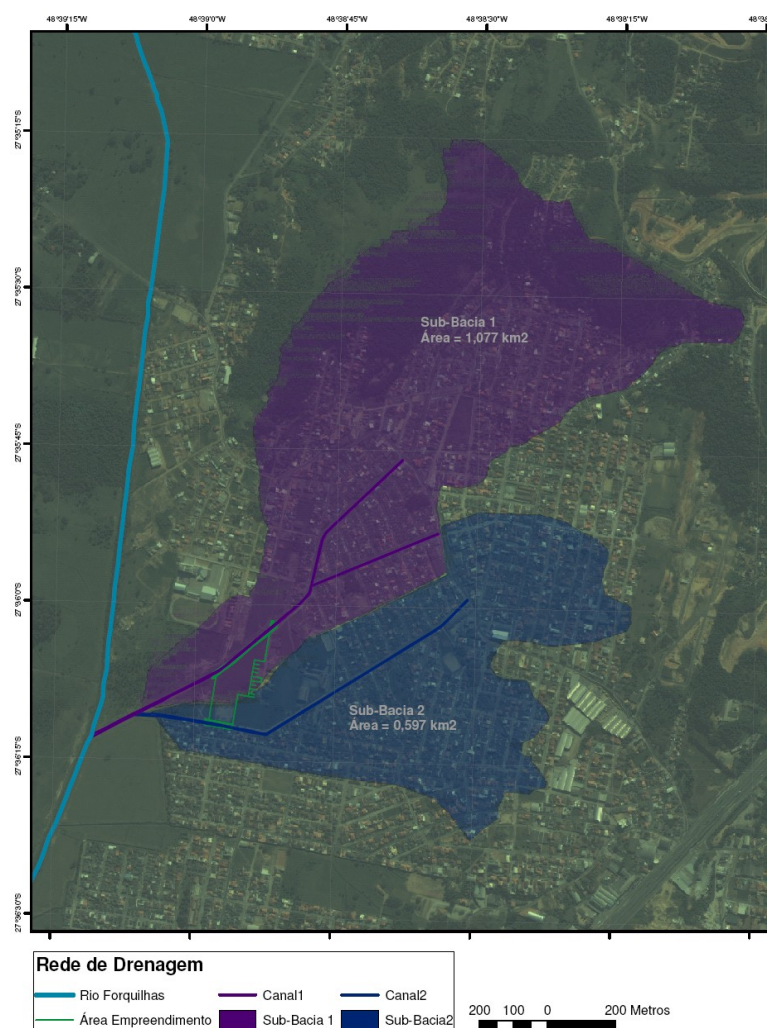 48°39'15"W 48°39'0"W 48°38'45"W 48°38'30"W 48°38'15"W
27°35'15"S
27°35'30"S
Sub-Bacia 1
Área = 1,077 km2
27°35'45"S
27°36'0"S
Sub-Bacia 2
Área = 0,597 km2
27°36'15"S
27°36'30"S
Rede de Drenagem
Rio Forquilhas Canal1 Canal2
Área Empreendimento Sub-Bacia 1 Sub-Bacia2
200 100 0 200 Metros